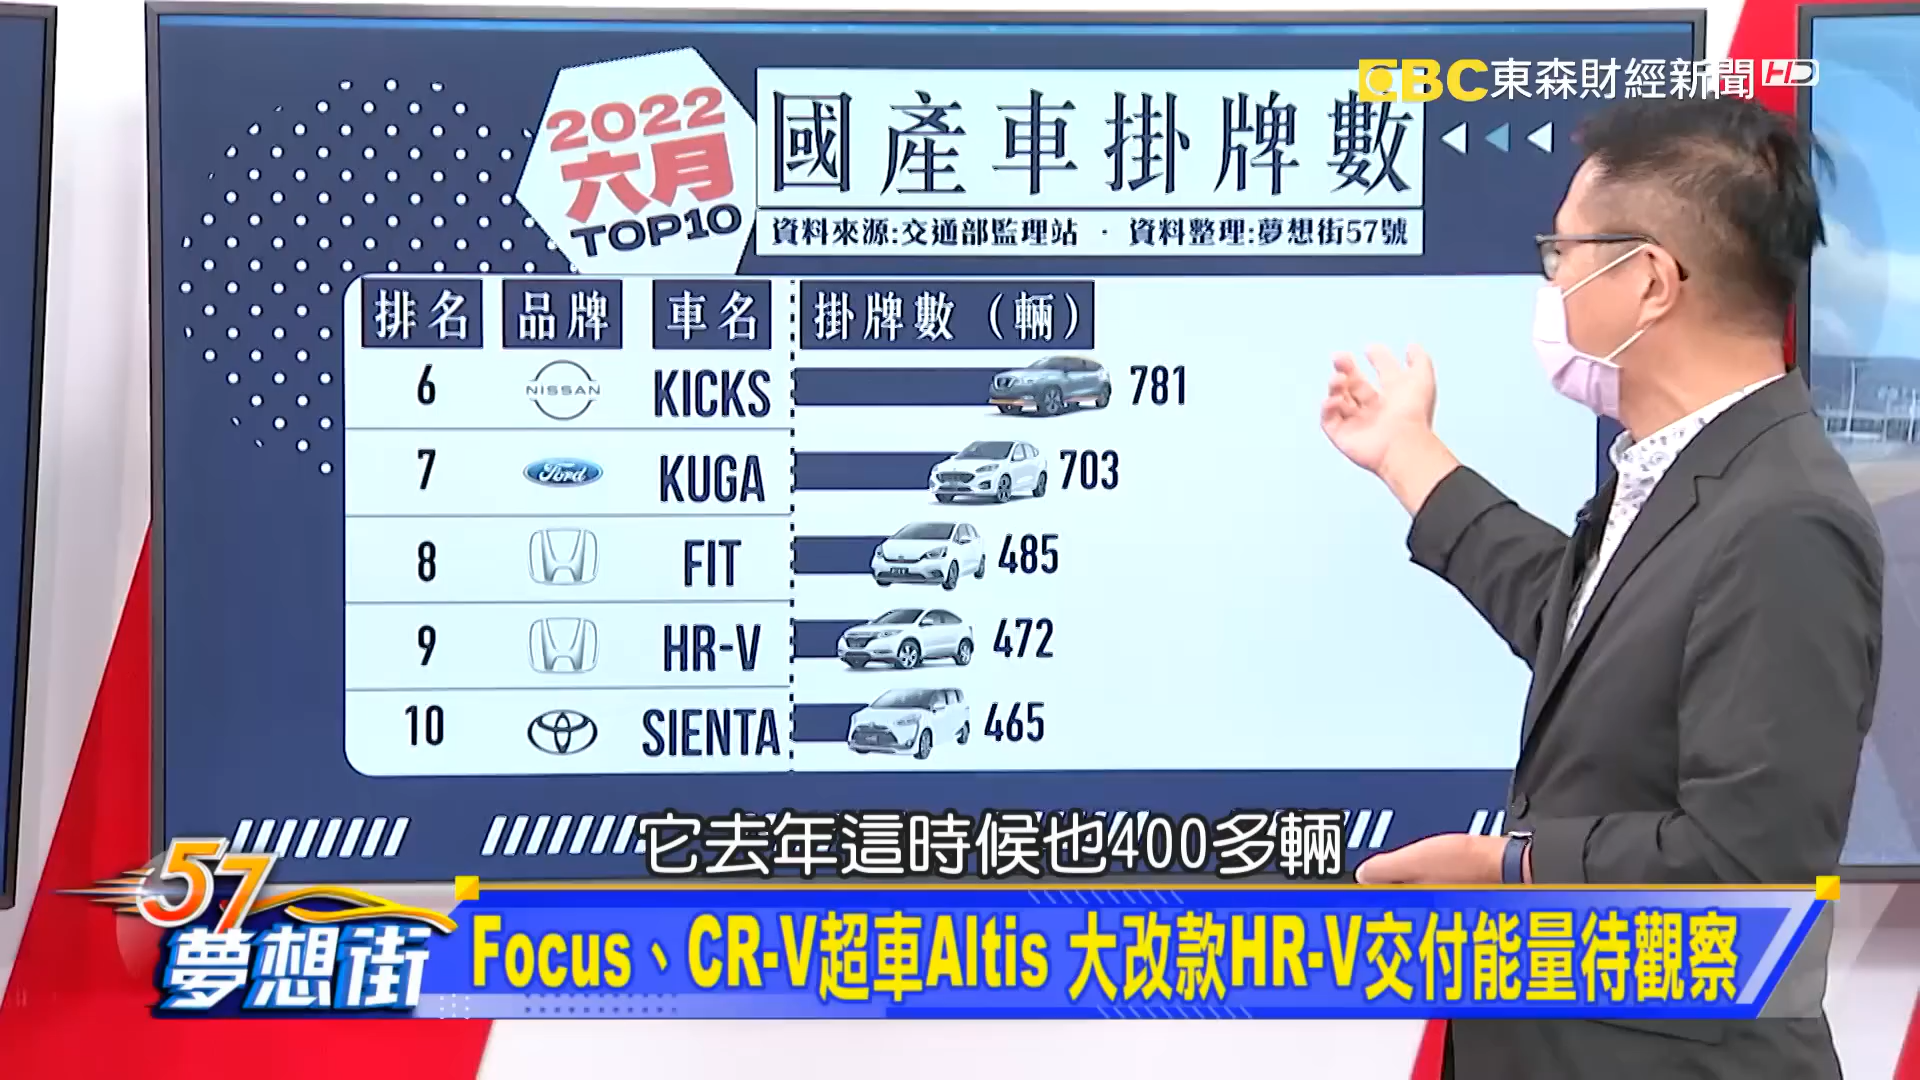 EBC 東森財經新聞 HD
2022
六月
TOP10
國產車掛牌數
資料來源:交通部監理站 · 資料整理:夢想街57號
排名 品牌 車名 掛牌數（輛）
6 NISSAN KICKS 781
7 Ford KUGA 703
8 FIT 485
9 HR-V 472
10 SIENTA 465
它去年這時候也400多輛
57
夢想街
Focus、CR-V超車Altis 大改款HR-V交付能量待觀察